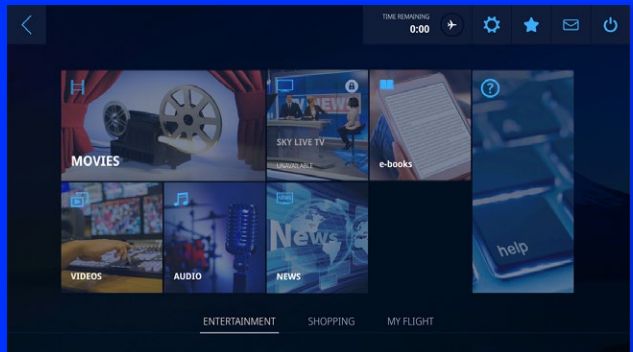 TIME REMAINING
0:00
MOVIES
SKY LIVE TV
UNAVAILABLE
e-books
help
VIDEOS
AUDIO
News
NEWS
ENTERTAINMENT SHOPPING MY FLIGHT